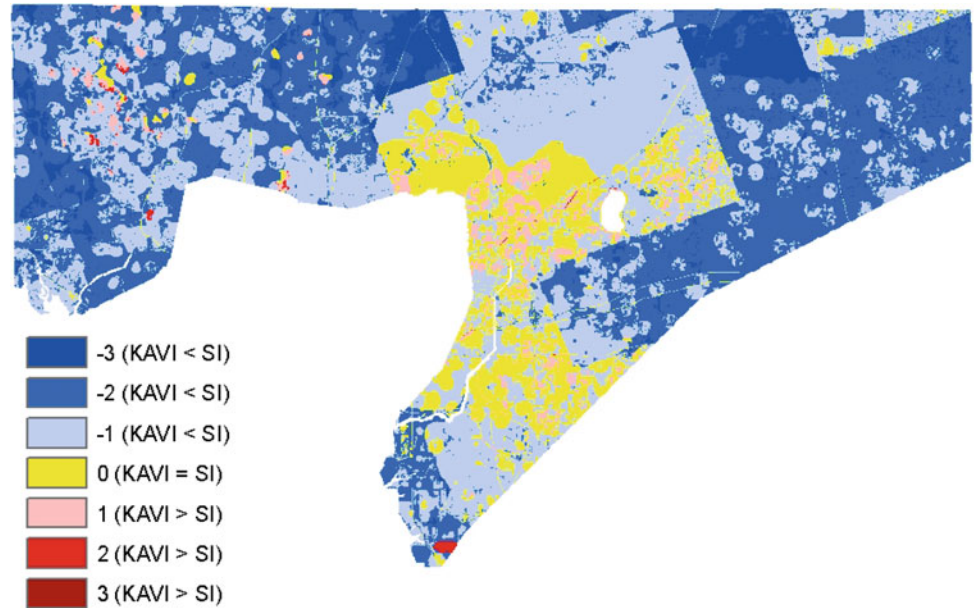 -3 (KAVI < SI)
-2 (KAVI < SI)
-1 (KAVI < SI)
0 (KAVI = SI)
1 (KAVI > SI)
2 (KAVI > SI)
3 (KAVI > SI)